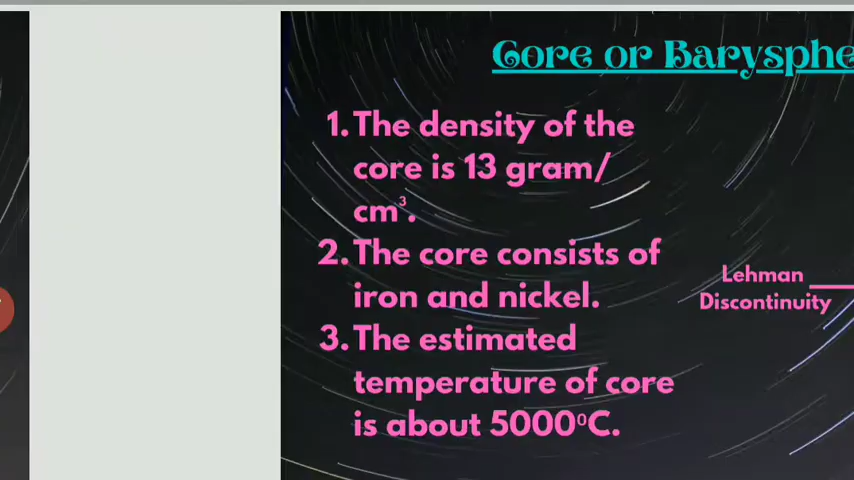 Core or Barysphe
1. The density of the
core is 13 gram/
cm³.
2. The core consists of
iron and nickel.
3. The estimated
temperature of core
is about 5000⁰C.
Lehman
Discontinuity